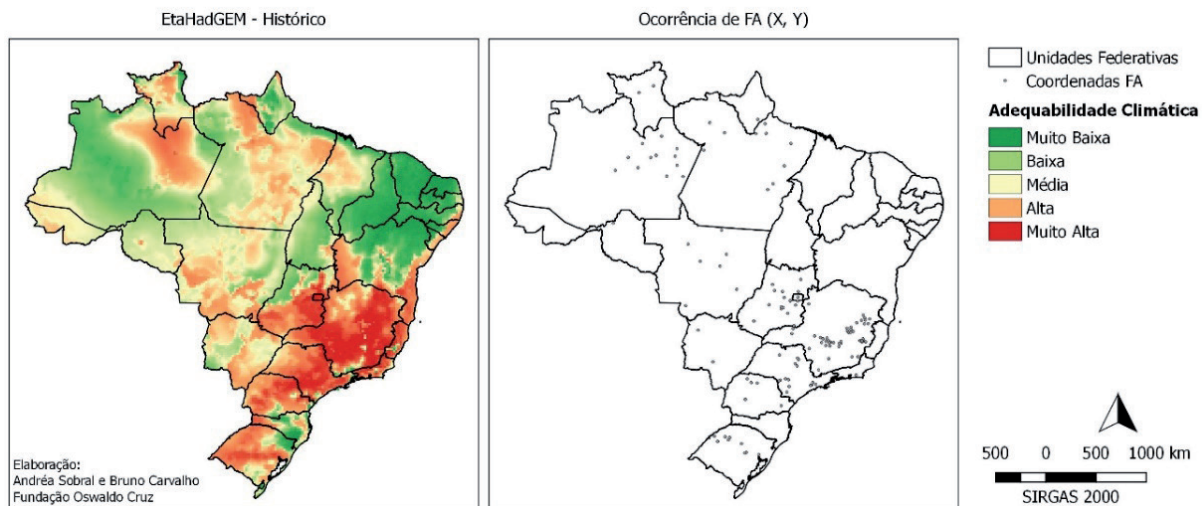 EtaHadGEM - Histórico
Ocorrência de FA (X, Y)
Unidades Federativas
Coordenadas FA
Adequabilidade Climática
Muito Baixa
Baixa
Média
Alta
Muito Alta
Elaboração:
Andréa Sobral e Bruno Carvalho
Fundação Oswaldo Cruz
500 0 500 1000 km
SIRGAS 2000